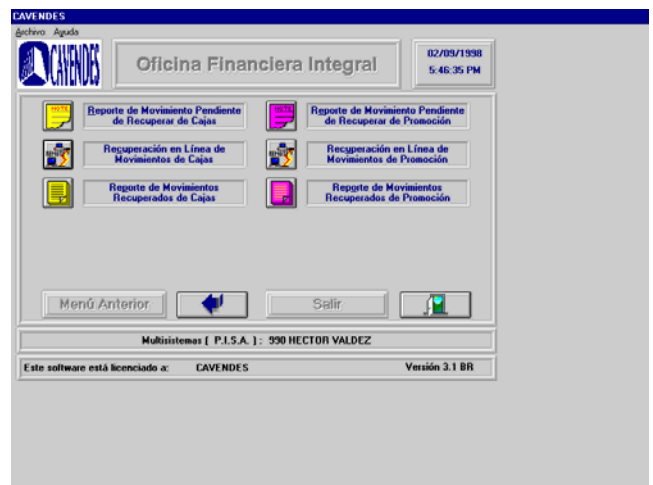 CAVENDES
Archivo Ayuda
CAVENDES
Oficina Financiera Integral
02/09/1998
5:46:35 PM
NOTE
Reporte de Movimiento Pendiente
de Recuperar de Cajas
NOTE
Reporte de Movimiento Pendiente
de Recuperar de Promoción
Recuperación en Línea de
Movimientos de Cajas
Recuperación en Línea de
Movimientos de Promoción
Reporte de Movimientos
Recuperados de Cajas
Reporte de Movimientos
Recuperados de Promoción
Menú Anterior
Salir
Multisistemas [ P.I.S.A. ] : 990 HECTOR VALDEZ
Este software está licenciado a: CAVENDES Versión 3.1 BR